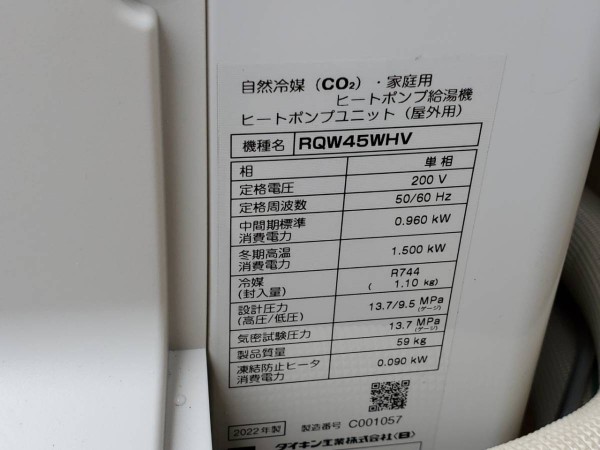 自然冷媒(CO₂)・家庭用
ヒートポンプ給湯機
ヒートポンプユニット(屋外用)
機種名 RQW45WHV
相 単相
定格電圧 200 V
定格周波数 50/60 Hz
中間期標準
消費電力 0.960 kW
冬期高温
消費電力 1.500 kW
冷媒 R744
(封入量) ( 1.10 kg)
設計圧力
(高圧/低圧) 13.7/9.5 MPa
(ゲージ)
気密試験圧力 13.7 MPa
(ゲージ)
製品質量 59 kg
凍結防止ヒータ
消費電力 0.090 kW
2022年製 製造番号 C001057
ダイキン工業株式会社(日)